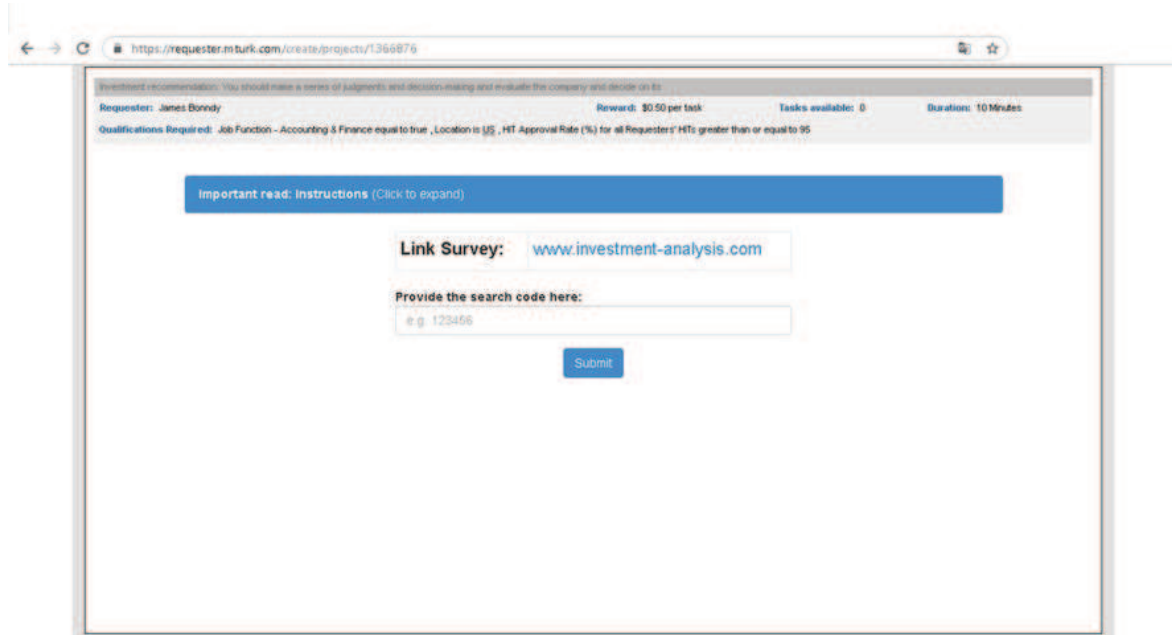 https://requester.mturk.com/create/projects/1366876
Investment recommendation: You should make a series of judgments and decision-making and evaluate the company and decide on its
Requester: James Bonndy Reward: $0.50 per task Tasks available: 0 Duration: 10 Minutes
Qualifications Required: Job Function - Accounting & Finance equal to true , Location is US , HIT Approval Rate (%) for all Requesters' HITs greater than or equal to 95
Important read: Instructions (Click to expand)
Link Survey: www.investment-analysis.com
Provide the search code here:
e.g. 123456
Submit